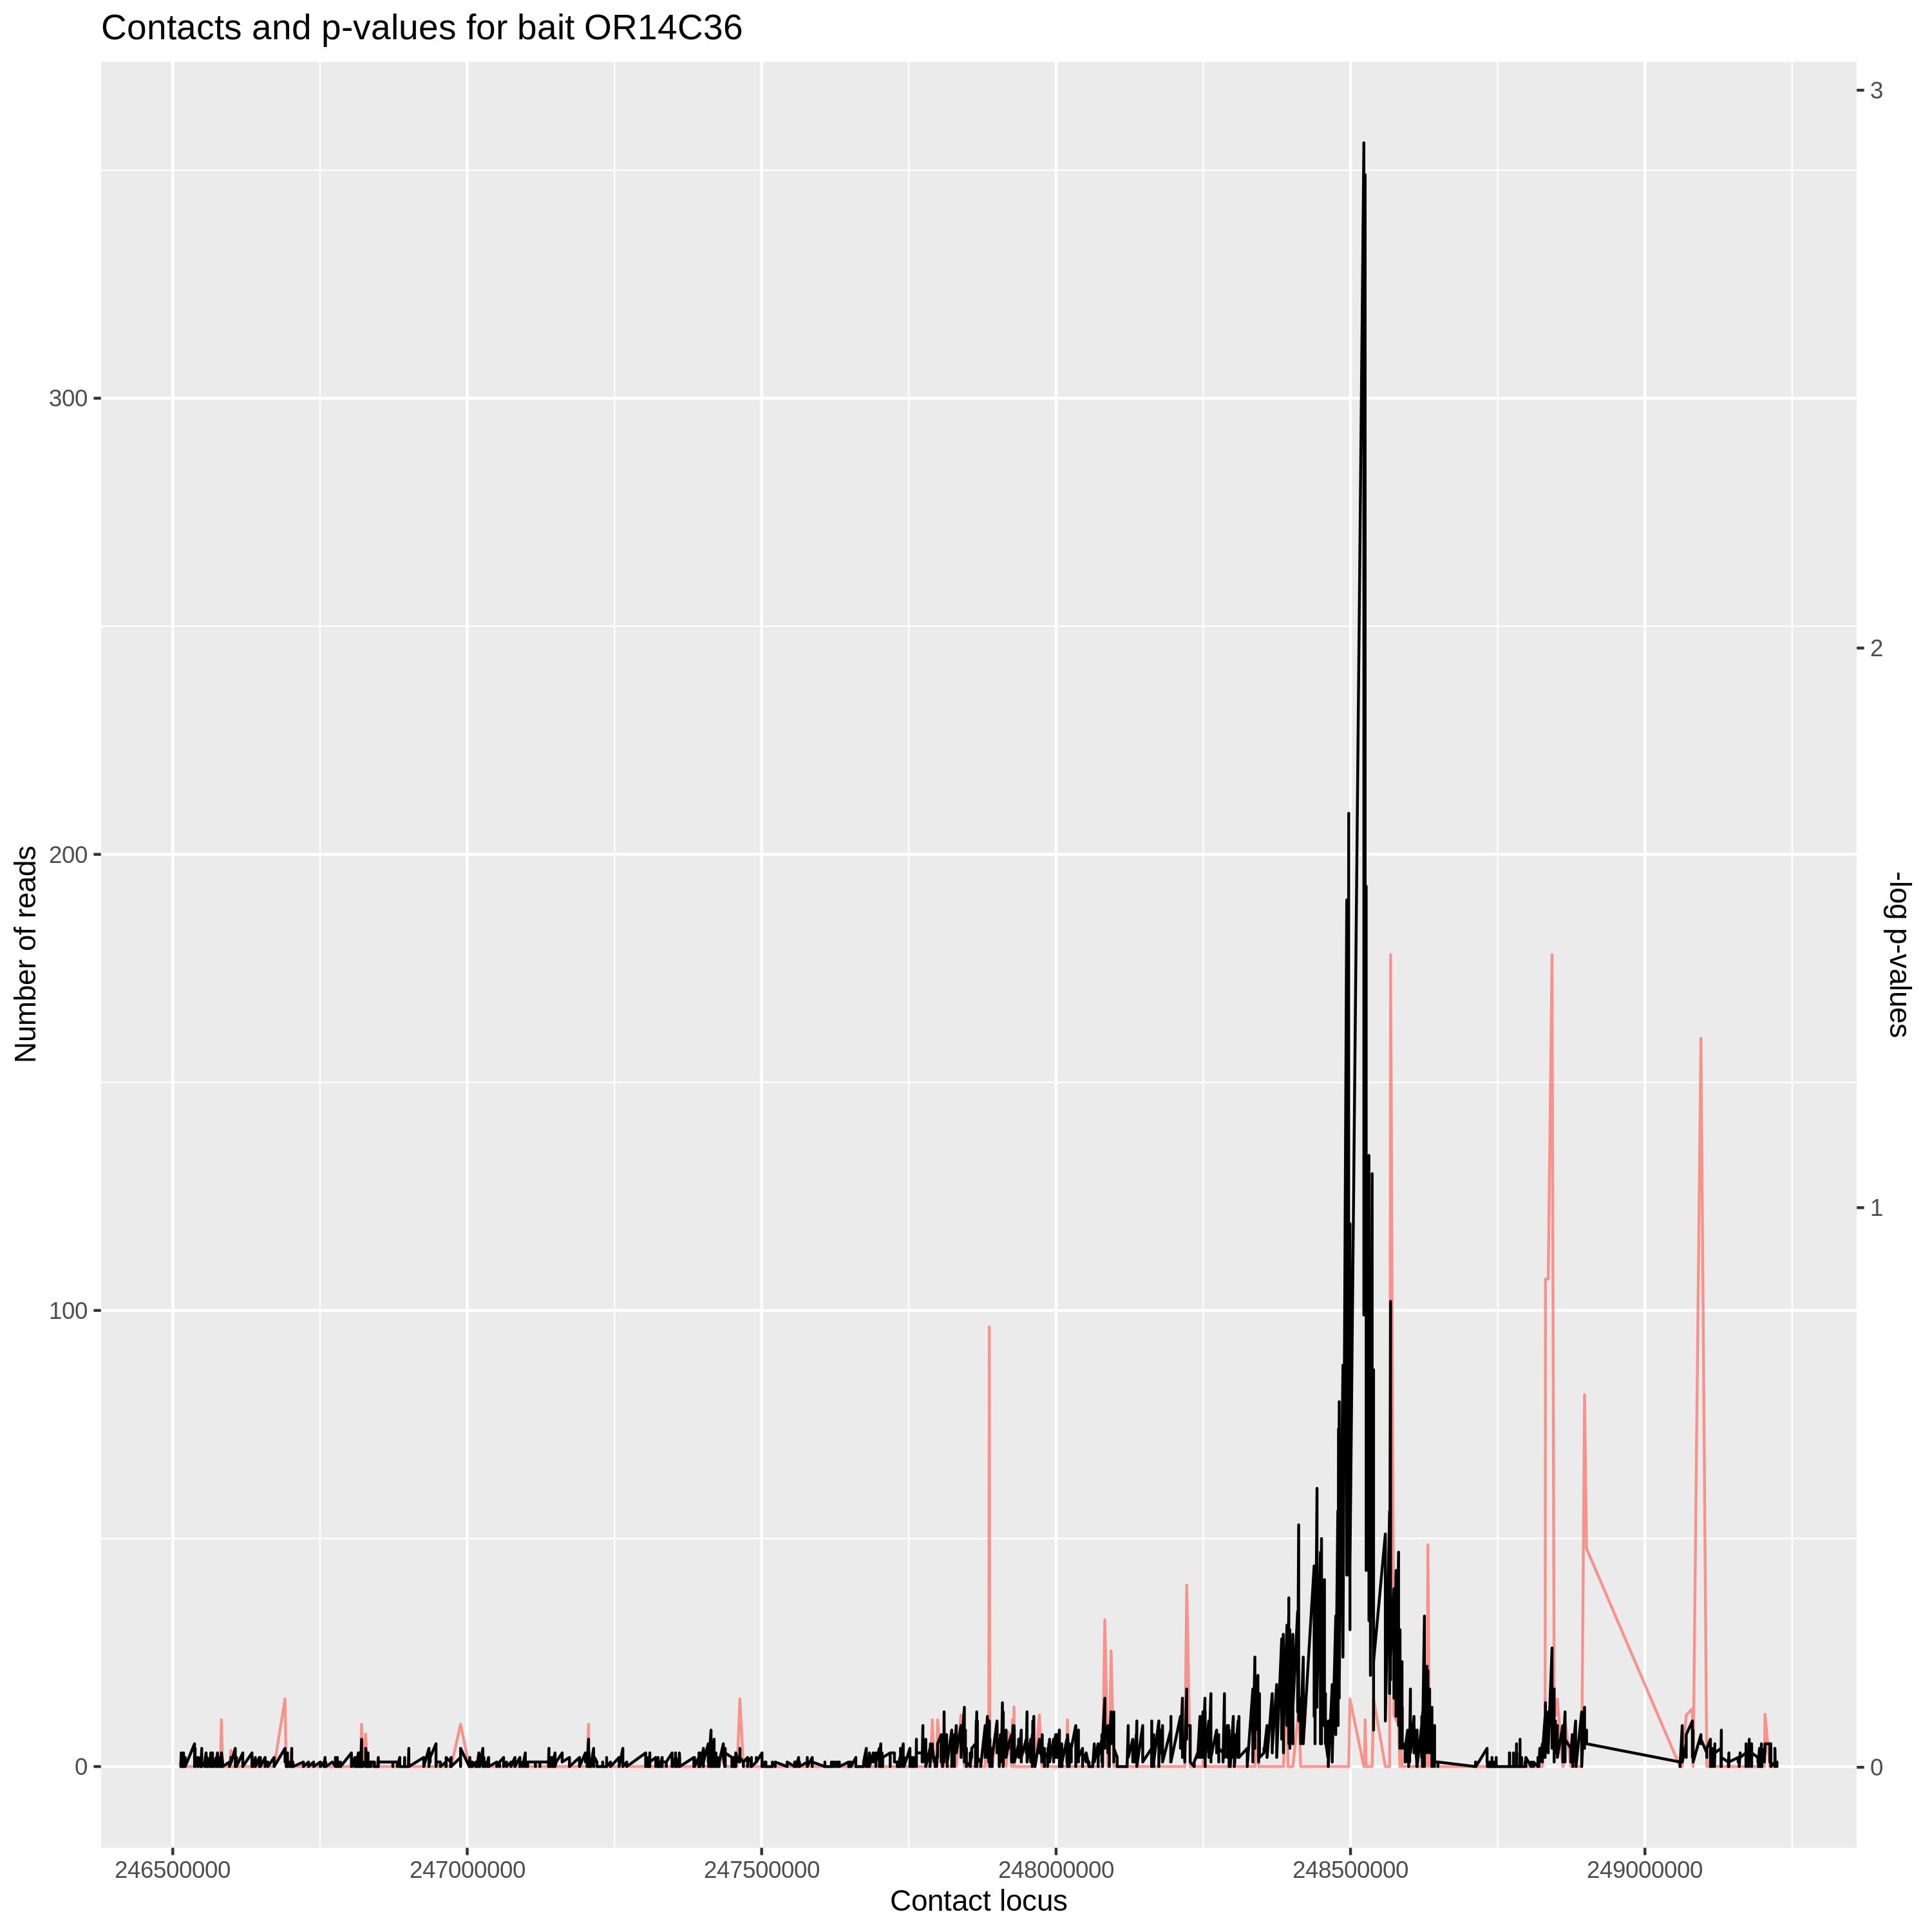 Contacts and p-values for bait OR14C36
3
300
2
200
Number of reads
-log p-values
1
100
0
0
246500000 247000000 247500000 248000000 248500000 249000000
Contact locus